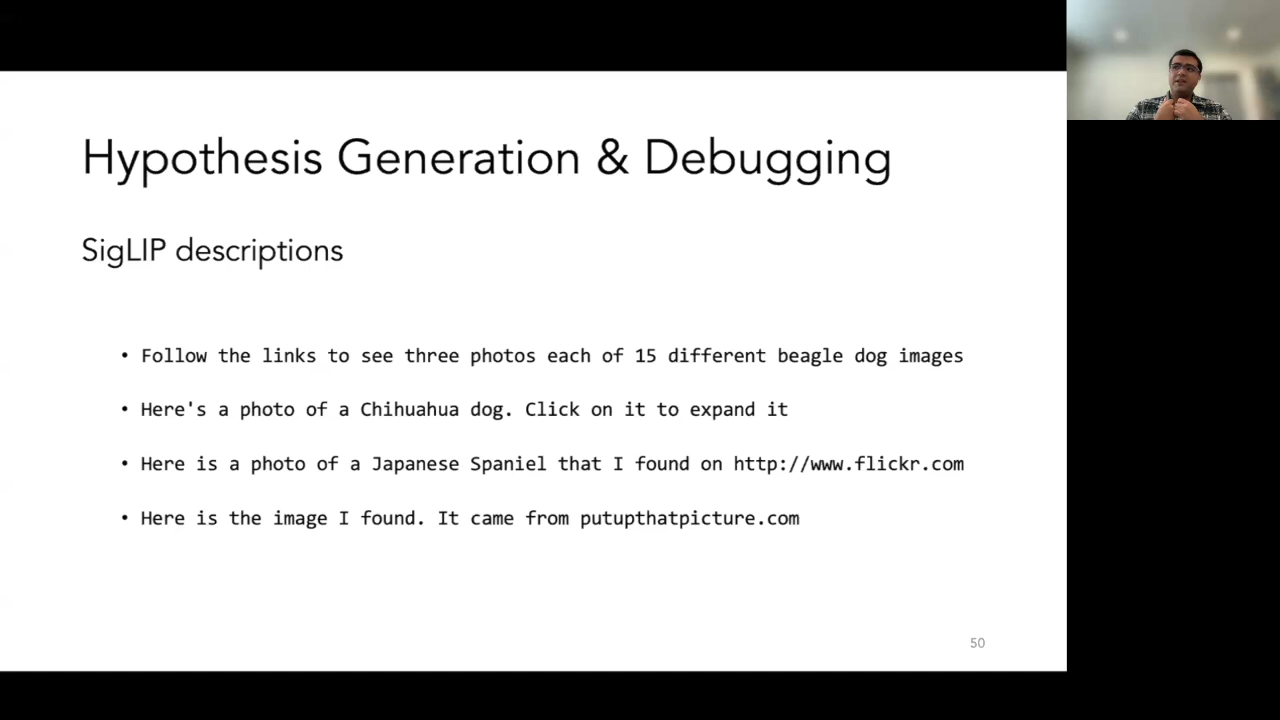 Hypothesis Generation & Debugging
SigLIP descriptions
• Follow the links to see three photos each of 15 different beagle dog images
• Here's a photo of a Chihuahua dog. Click on it to expand it
• Here is a photo of a Japanese Spaniel that I found on http://www.flickr.com
• Here is the image I found. It came from putupthatpicture.com
50